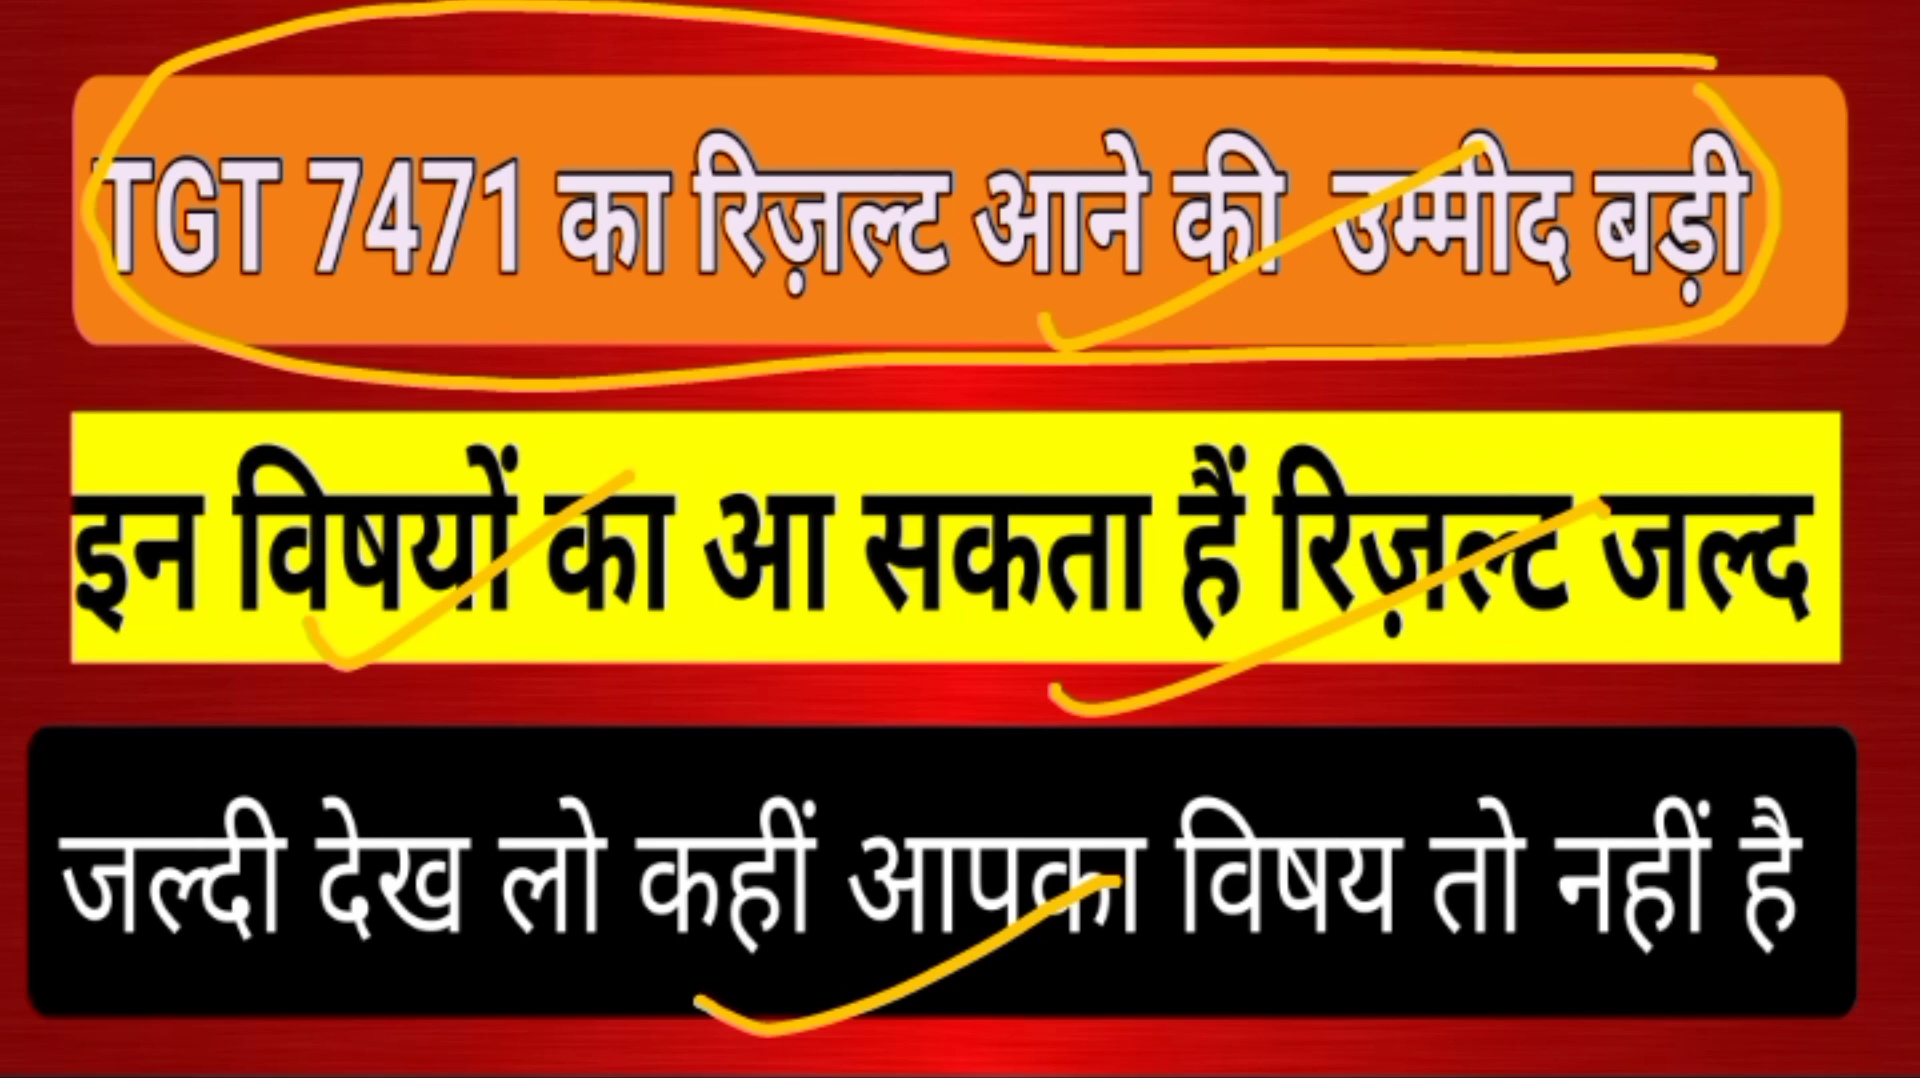 TGT 7471 का रिज़ल्ट आने की उम्मीद बड़ी
इन विषयों का आ सकता हैं रिज़ल्ट जल्द
जल्दी देख लो कहीं आपका विषय तो नहीं है